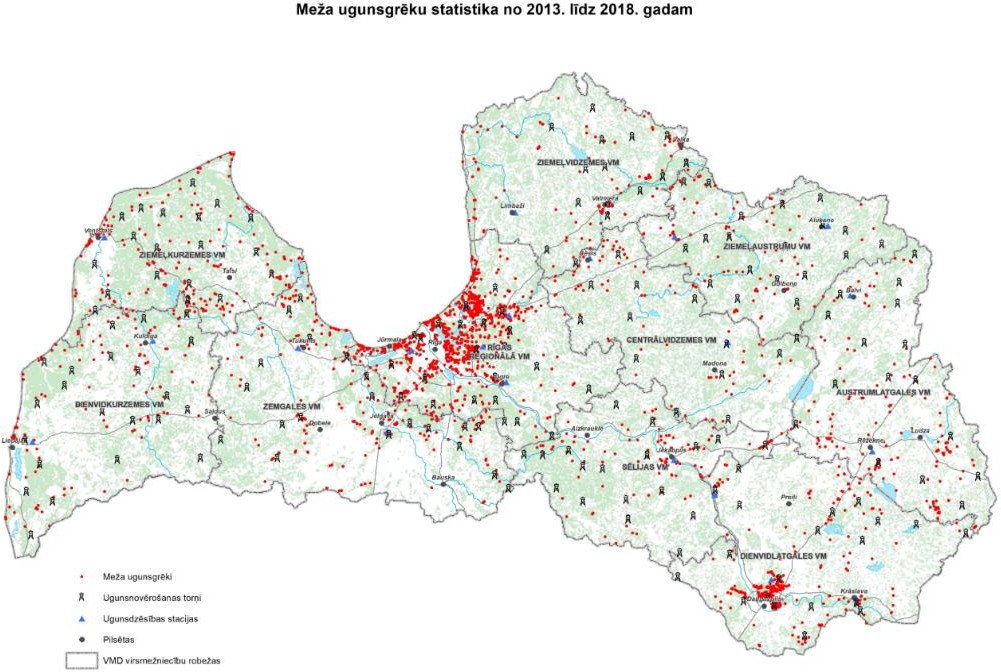 Meža ugunsgrēku statistika no 2013. līdz 2018. gadam
Valka
ZIEMEĻVIDZEMES VM
Limbaži
Valmiera
Ventspils
ZIEMEĻKURZEMES VM
Talsi
Alūksne
ZIEMEĻAUSTRUMU VM
Cēsis
Gulbene
Balvi
Kuldīga
Tukums
Jūrmala
Rīga
RĪGAS
REĢIONĀLĀ VM
CENTRĀLVIDZEMES VM
Madona
Ogre
AUSTRUMLATGALES VM
DIENVIDKURZEMES VM
ZEMGALES VM
Saldus
Dobele
Jelgava
Aizkraukle
Liepāja
Ludza
Rēzekne
Jēkabpils
SĒLIJAS VM
Bauska
Preiļi
DIENVIDLATGALES VM
Daugavpils
Krāslava
Meža ugunsgrēki
Ugunsnovērošanas torņi
Ugunsdzēsības stacijas
Pilsētas
VMD virsmežniecību robežas